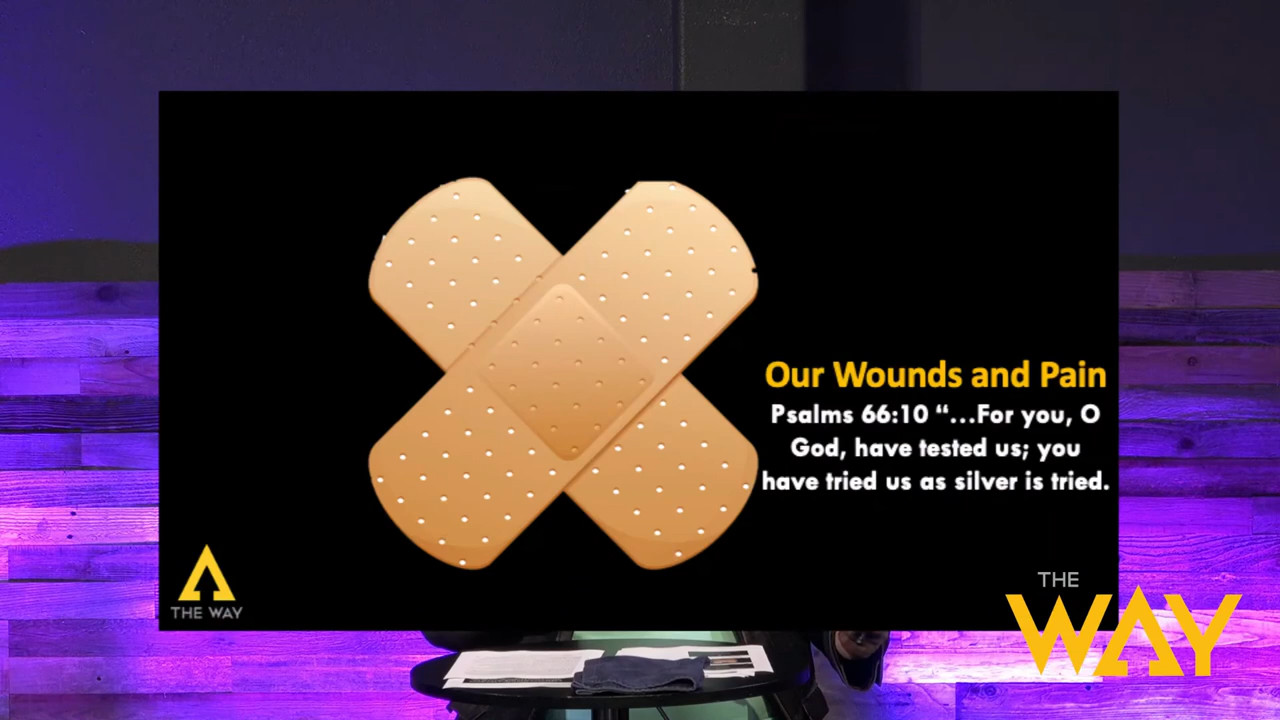 Our Wounds and Pain
Psalms 66:10 “...For you, O
God, have tested us; you
have tried us as silver is tried.
THE WAY
THE
WAY